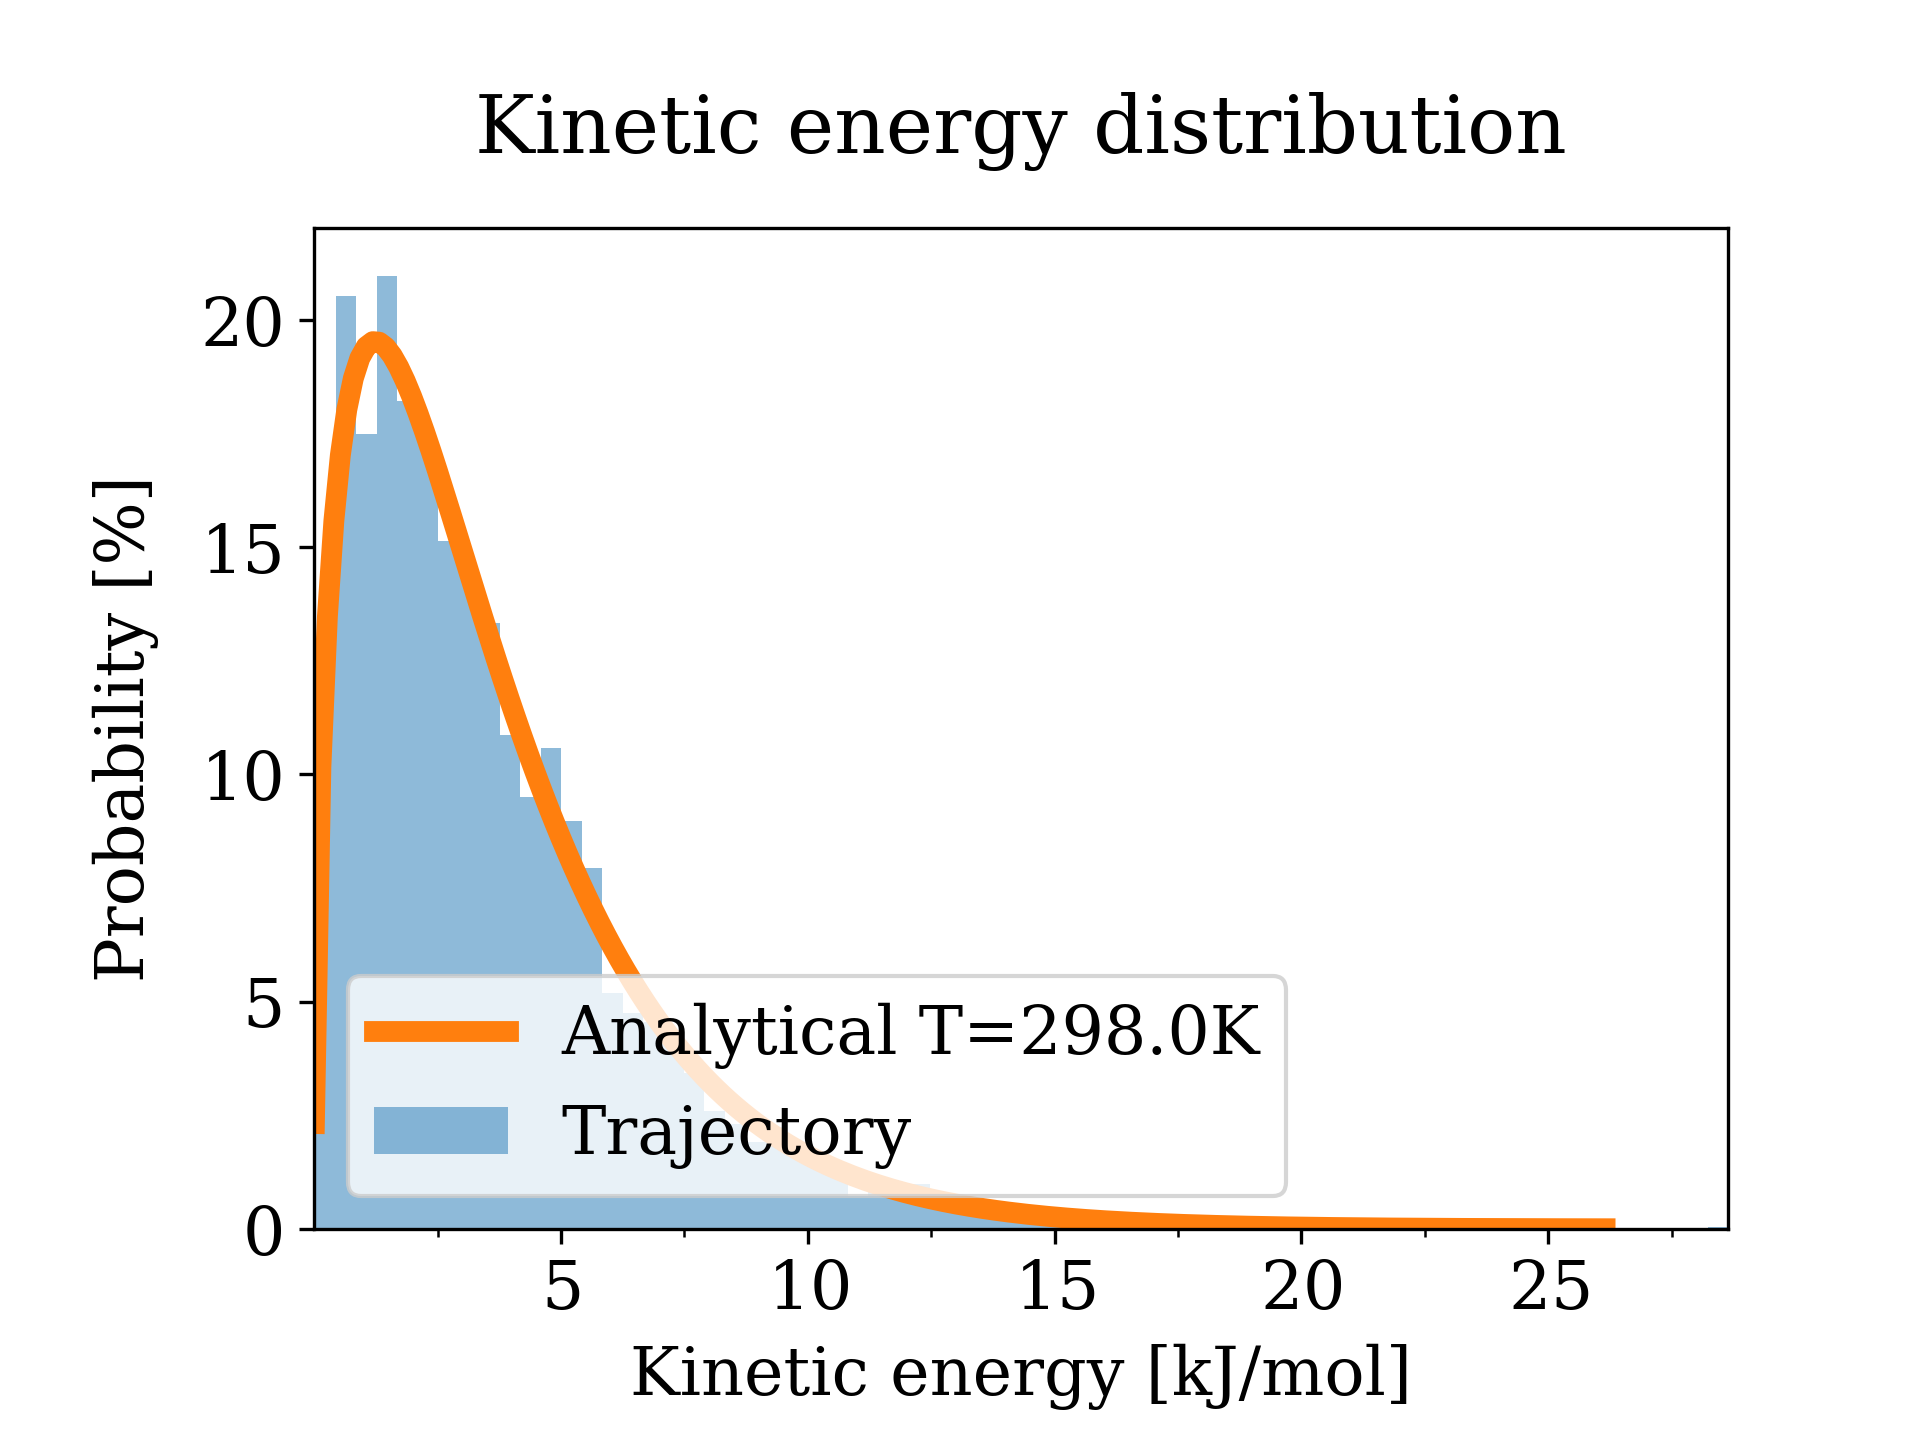 Kinetic energy distribution
Probability [%]
20
15
10
5
0
Analytical T=298.0K
Trajectory
5 10 15 20 25
Kinetic energy [kJ/mol]